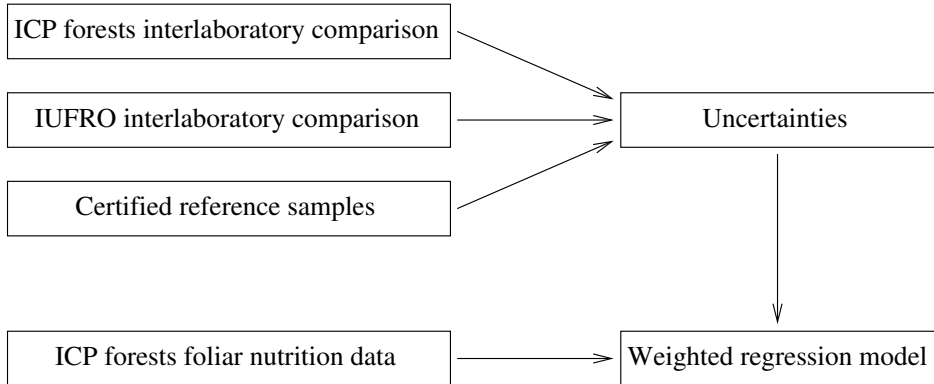 ICP forests interlaboratory comparison
IUFRO interlaboratory comparison
Uncertainties
Certified reference samples
ICP forests foliar nutrition data
Weighted regression model